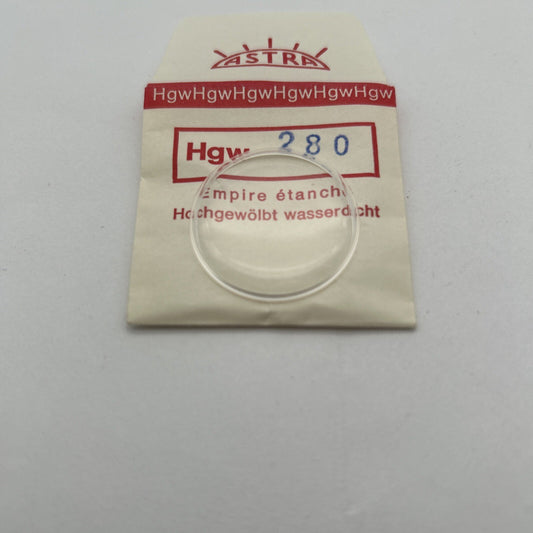 ASTRA
HgwHgwHgwHgwHgwHgw
Hgw 280
Empire étanche
Hochgewölbt wasserdicht